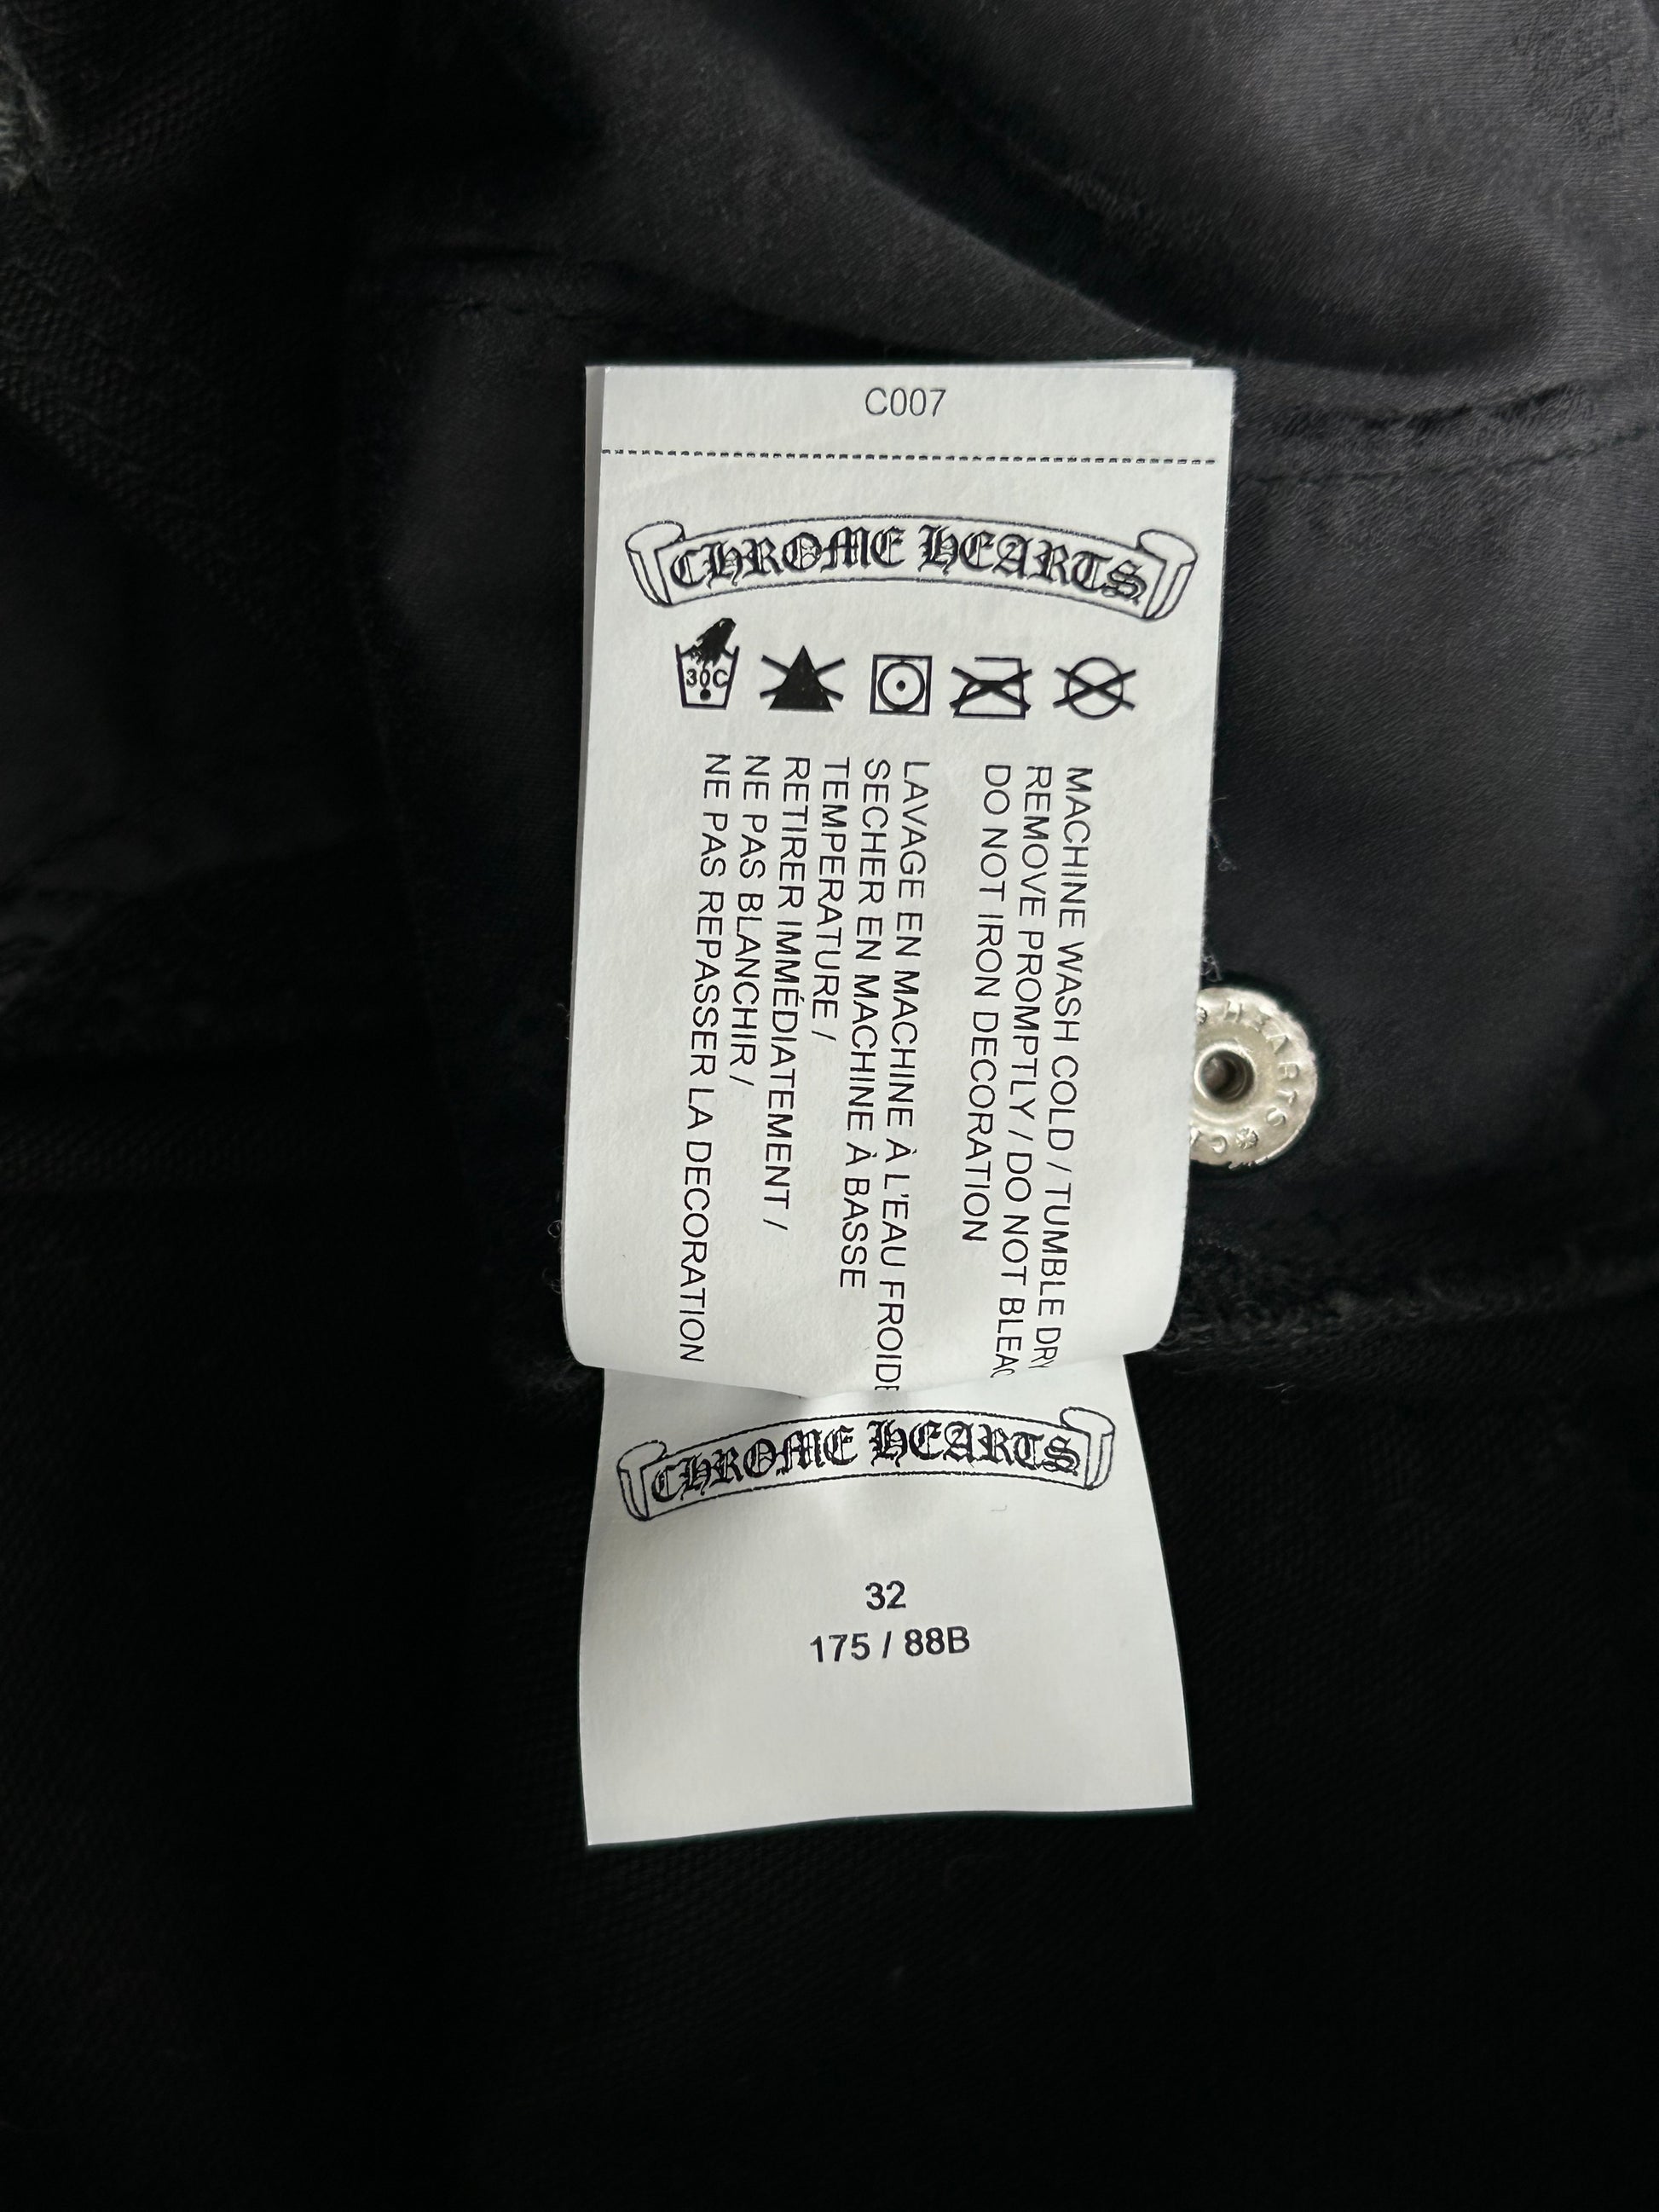 C007
CHROME HEARTS
30C
MACHINE WASH COLD / TUMBLE DRY
REMOVE PROMPTLY / DO NOT
DO NOT IRON DECORATION
LAVAGE EN MACHINE À L'EAU FROIDE
SECHER EN MACHINE À BASSE
TEMPERATURE /
RETIRER IMMÉDIATEMENT /
NE PAS BLANCHIR /
NE PAS REPASSER LA DECORATION
HEARTS
CHROME HEARTS
32
175 / 88B